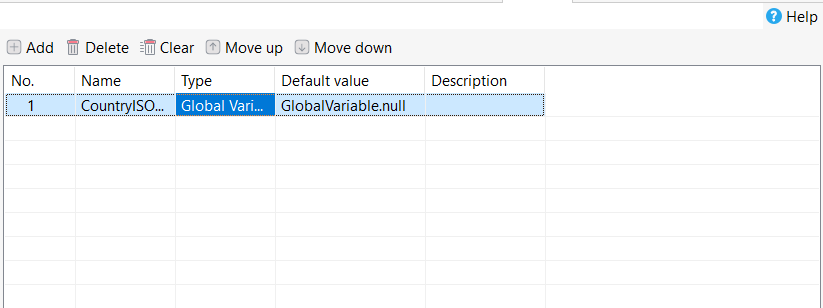 Help
Add Delete Clear Move up Move down
No. Name Type Default value Description
1 CountryISO... Global Vari... GlobalVariable.null